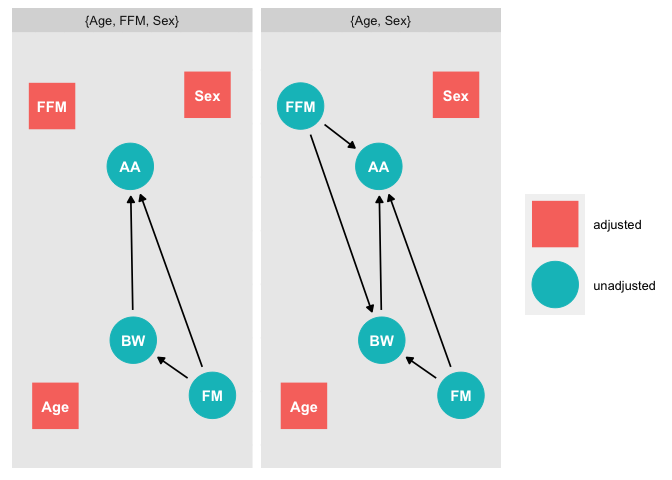 {Age, FFM, Sex}
FFM
Sex
AA
BW
Age
FM
{Age, Sex}
FFM
Sex
AA
BW
Age
FM
adjusted
unadjusted